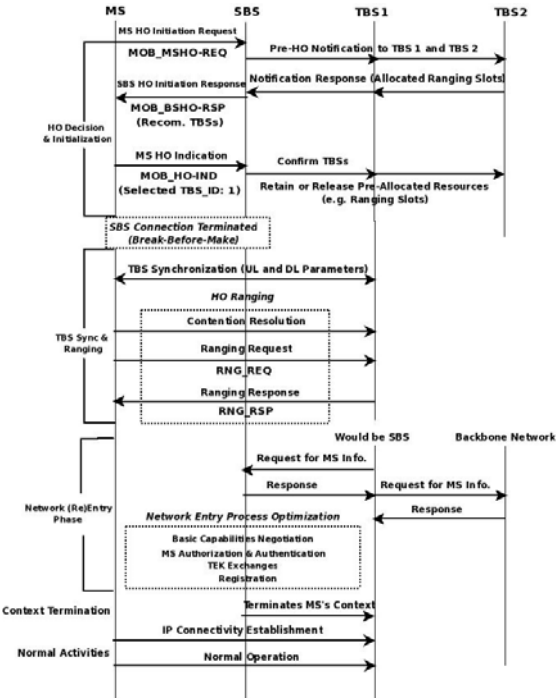 MS SBS TBS1 TBS2
MS HO Initiation Request
MOB_MSHO-REQ
Pre-HO Notification to TBS 1 and TBS 2
SBS HO Initiation Response
Notification Response (Allocated Ranging Slots)
MOB_BSHO-RSP
(Recom. TBSs)
HO Decision
& Initialization
MS HO Indication
Confirm TBSs
MOB_HO-IND
(Selected TBS_ID: 1)
Retain or Release Pre-Allocated Resources
(e.g. Ranging Slots)
SBS Connection Terminated
(Break-Before-Make)
TBS Synchronization (UL and DL Parameters)
HO Ranging
Contention Resolution
TBS Sync &
Ranging
Ranging Request
RNG_REQ
Ranging Response
RNG_RSP
Would be SBS
Backbone Network
Request for MS Info.
Response
Request for MS Info.
Network (Re)Entry
Phase
Network Entry Process Optimization
Response
Basic Capabilities Negotiation
MS Authorization & Authentication
TEK Exchanges
Registration
Context Termination
Terminates MS's Context
IP Connectivity Establishment
Normal Activities
Normal Operation